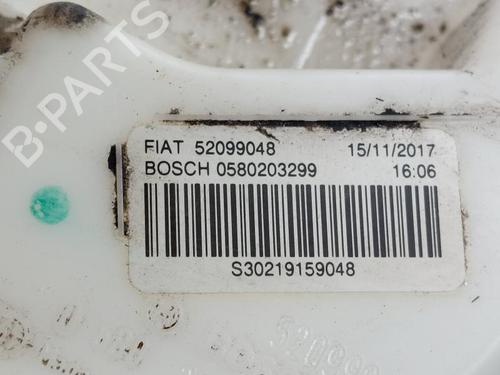 B-PARTS
FIAT 52099048 15/11/2017
BOSCH 0580203299 16:06
S30219159048